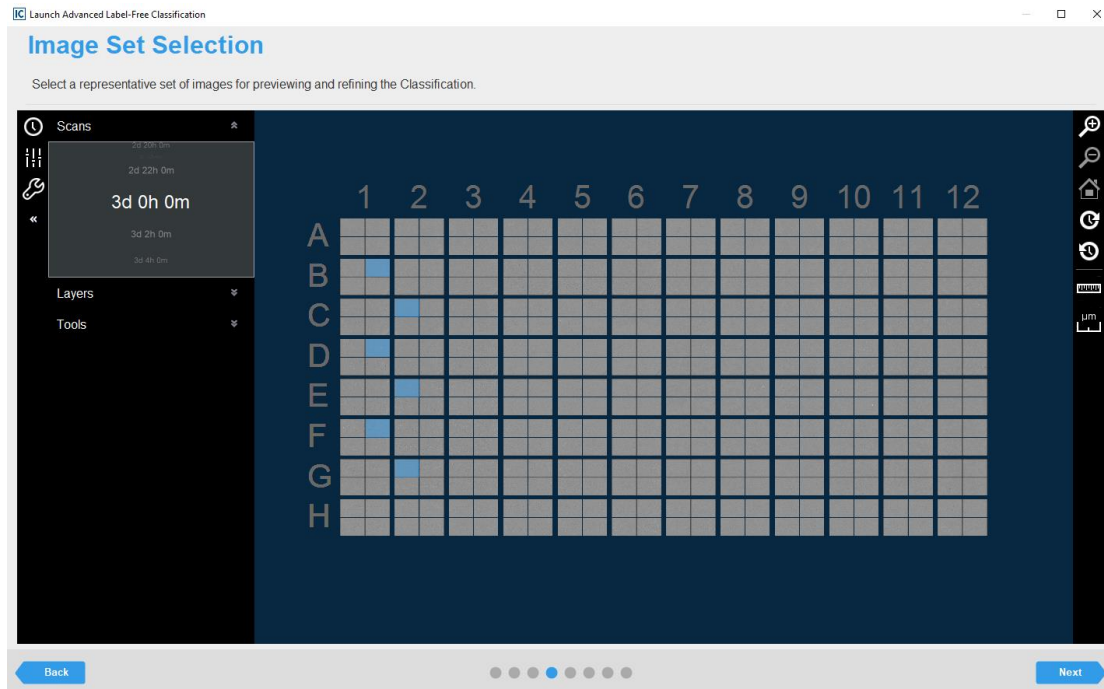 IC Launch Advanced Label-Free Classification
Image Set Selection
Select a representative set of images for previewing and refining the Classification.
Scans
2d 20h 0m
2d 22h 0m
3d 0h 0m
3d 2h 0m
3d 4h 0m
Layers
Tools
1 2 3 4 5 6 7 8 9 10 11 12
A
B
C
D
E
F
G
H
µm
Back
Next